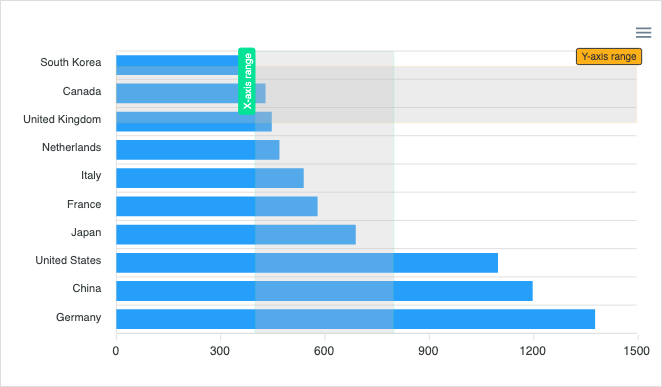 Y-axis range
X-axis range
South Korea
Canada
United Kingdom
Netherlands
Italy
France
Japan
United States
China
Germany
0 300 600 900 1200 1500